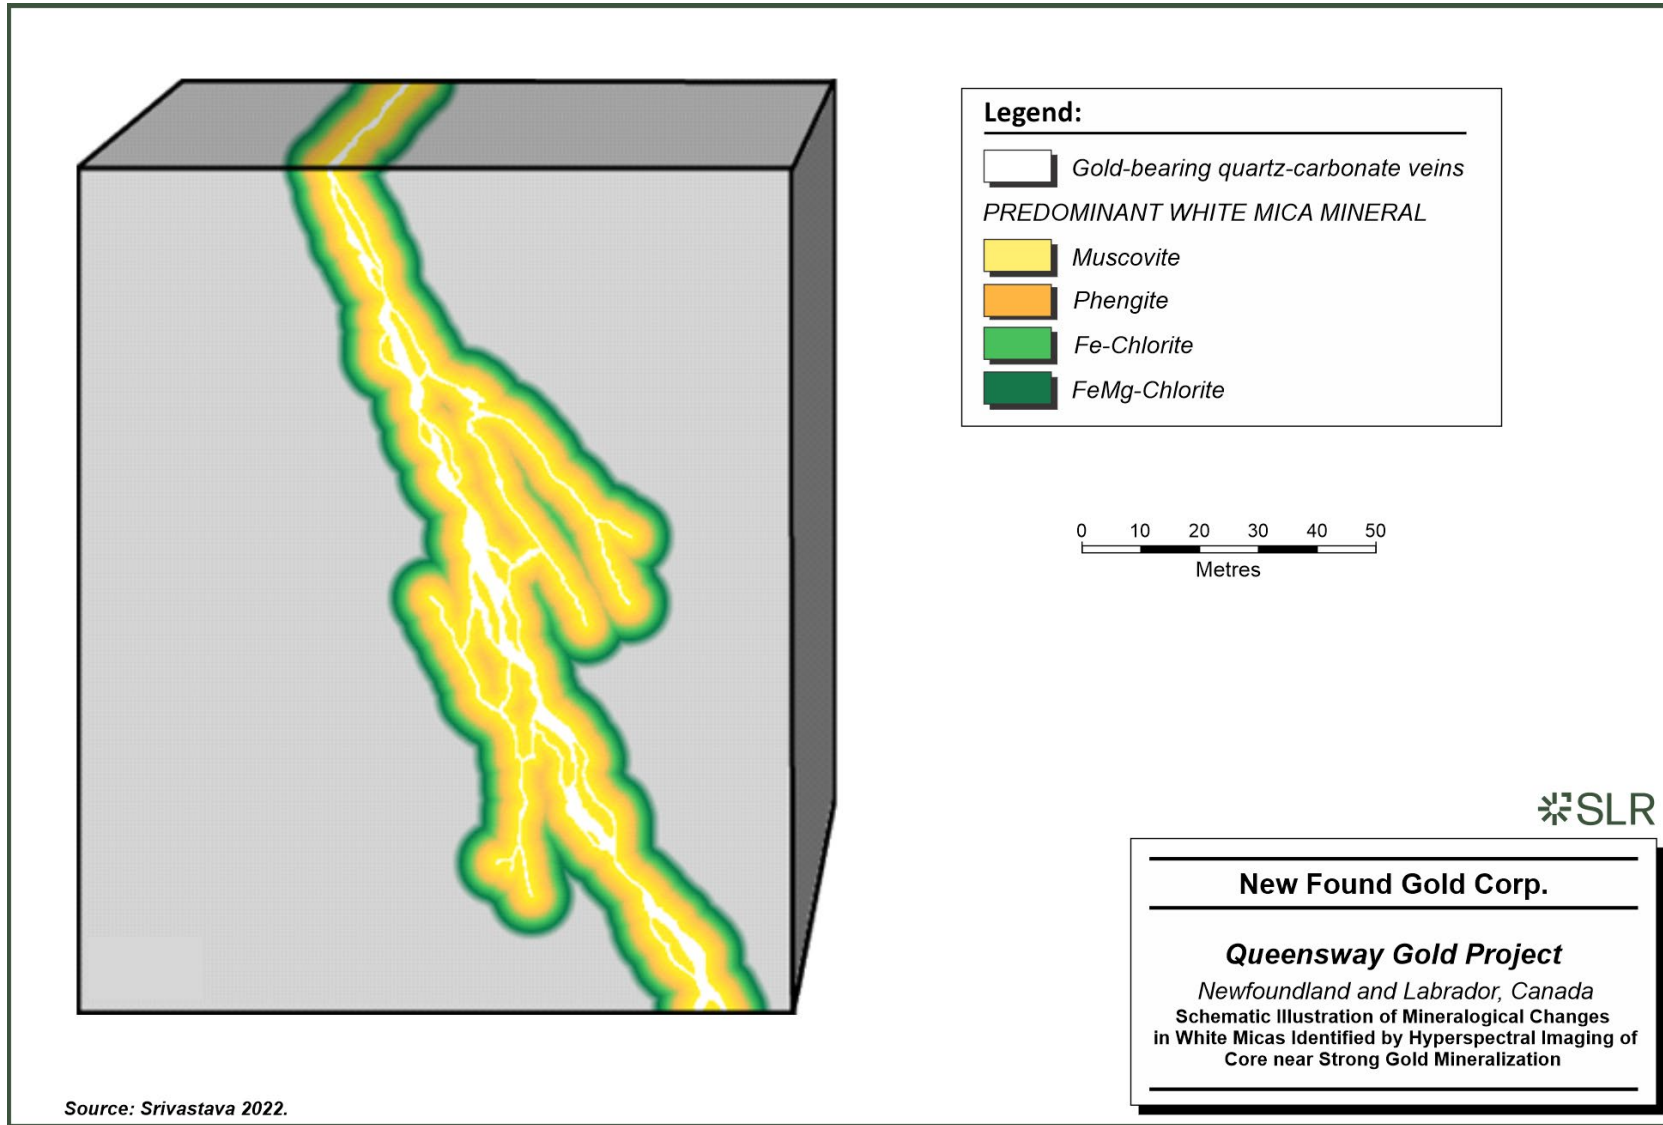 Legend:
Gold-bearing quartz-carbonate veins
PREDOMINANT WHITE MICA MINERAL
Muscovite
Phengite
Fe-Chlorite
FeMg-Chlorite
0 10 20 30 40 50
Metres
SLR
New Found Gold Corp.
Queensway Gold Project
Newfoundland and Labrador, Canada
Schematic Illustration of Mineralogical Changes
in White Micas Identified by Hyperspectral Imaging of
Core near Strong Gold Mineralization
Source: Srivastava 2022.